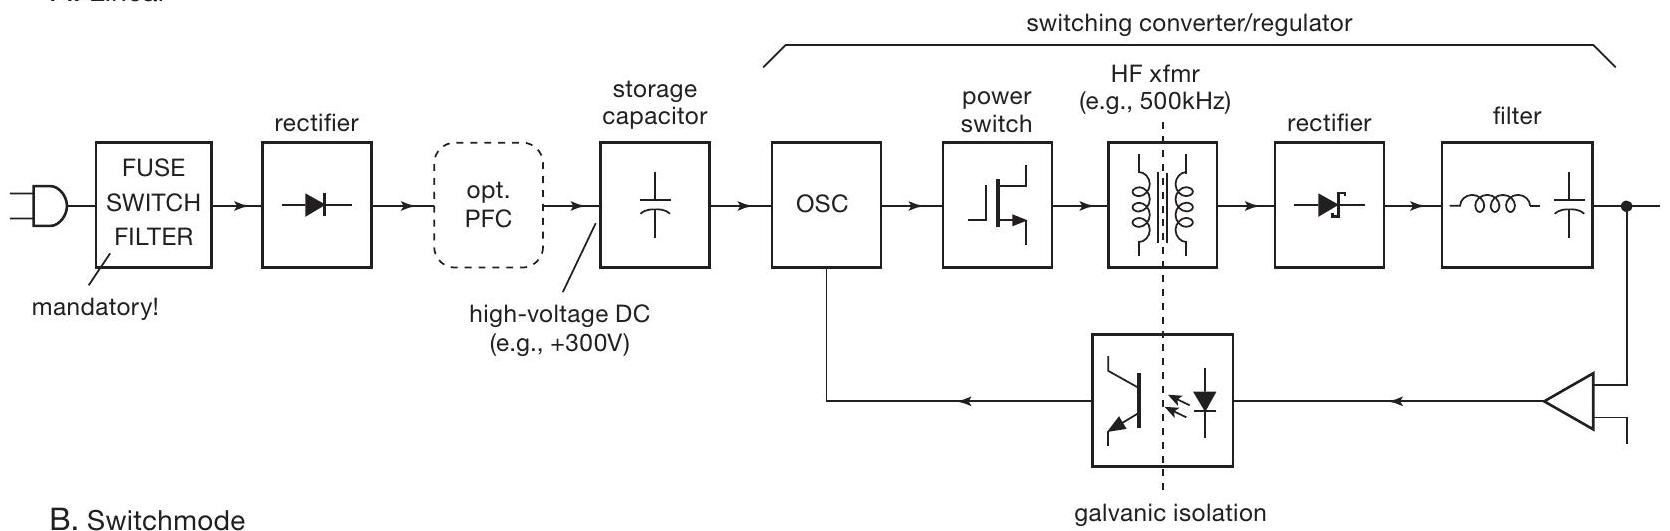 A. Linear
switching converter/regulator
HF xfmr
(e.g., 500kHz)
storage
capacitor
power
switch
rectifier
rectifier
filter
FUSE
SWITCH
FILTER
opt.
PFC
OSC
mandatory!
high-voltage DC
(e.g., +300V)
galvanic isolation
B. Switchmode